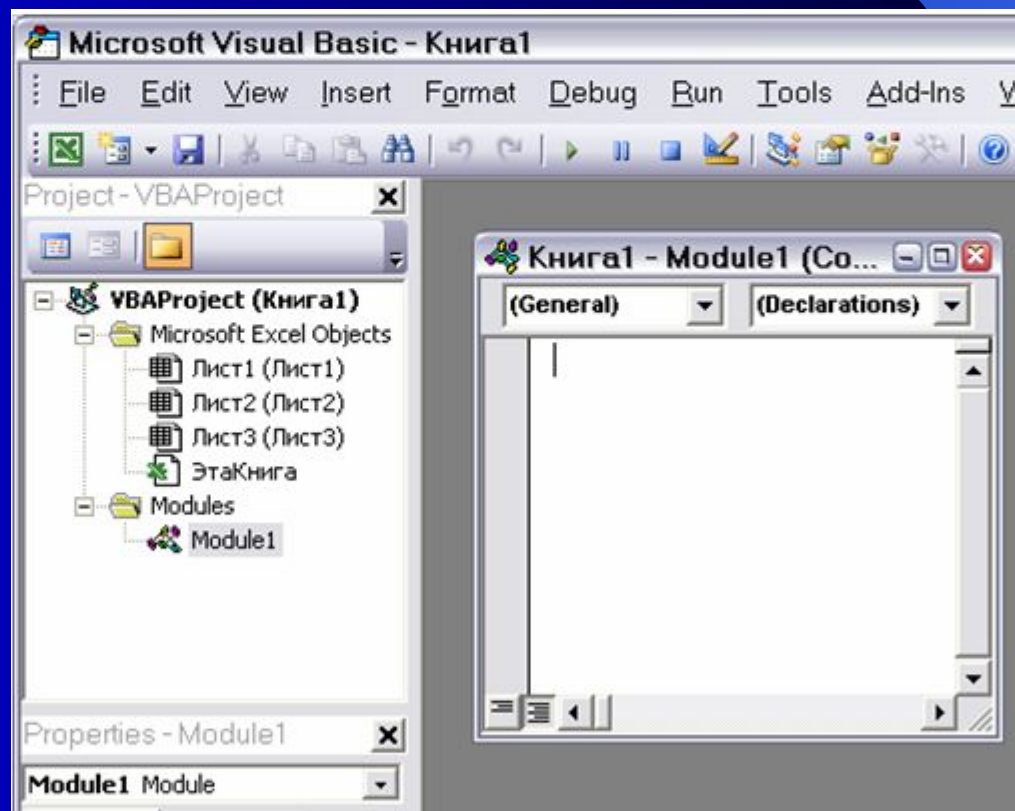 Microsoft Visual Basic - Книга1
File Edit View Insert Format Debug Run Tools Add-Ins
Project - VBAProject
VBAProject (Книга1)
Microsoft Excel Objects
Лист1 (Лист1)
Лист2 (Лист2)
Лист3 (Лист3)
ЭтаКнига
Modules
Module1
Properties - Module1
Module1 Module
Книга1 - Module1 (Co...
(General) (Declarations)